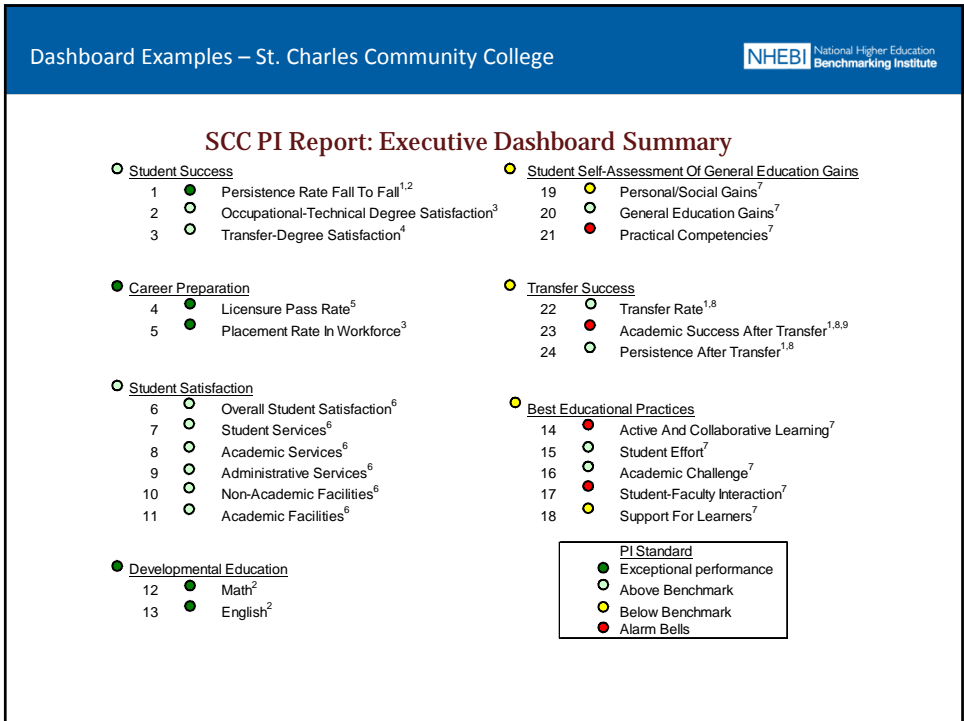 Dashboard Examples – St. Charles Community College
NHEBI National Higher Education
Benchmarking Institute
SCC PI Report: Executive Dashboard Summary
Student Success
1 Persistence Rate Fall To Fall1,2
2 Occupational-Technical Degree Satisfaction3
3 Transfer-Degree Satisfaction4
Career Preparation
4 Licensure Pass Rate5
5 Placement Rate In Workforce3
Student Satisfaction
6 Overall Student Satisfaction6
7 Student Services6
8 Academic Services6
9 Administrative Services6
10 Non-Academic Facilities6
11 Academic Facilities6
Developmental Education
12 Math2
13 English2
Student Self-Assessment Of General Education Gains
19 Personal/Social Gains7
20 General Education Gains7
21 Practical Competencies7
Transfer Success
22 Transfer Rate1,8
23 Academic Success After Transfer1,8,9
24 Persistence After Transfer1,8
Best Educational Practices
14 Active And Collaborative Learning7
15 Student Effort7
16 Academic Challenge7
17 Student-Faculty Interaction7
18 Support For Learners7
PI Standard
Exceptional performance
Above Benchmark
Below Benchmark
Alarm Bells